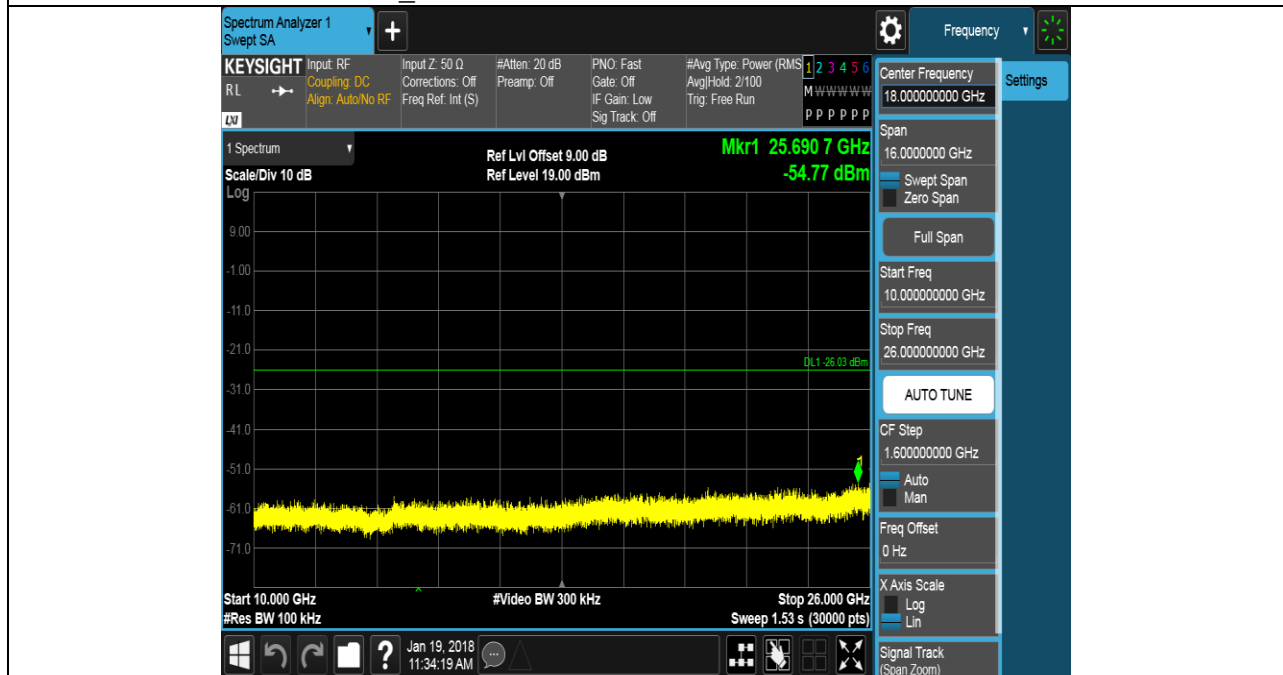 Spectrum Analyzer 1
Swept SA
Frequency
KEYSIGHT
RL
LXI
Input: RF
Coupling: DC
Align: Auto/No RF
Input Z: 50 Ω
Corrections: Off
Freq Ref: Int (S)
#Atten: 20 dB
Preamp: Off
PNO: Fast
Gate: Off
IF Gain: Low
Sig Track: Off
#Avg Type: Power (RMS
Avg|Hold: 2/100
Trig: Free Run
1 2 3 4 5 6
M W W W W W
P P P P P P
Center Frequency
18.000000000 GHz
Settings
Span
16.0000000 GHz
Swept Span
Zero Span
Full Span
Start Freq
10.000000000 GHz
Stop Freq
26.000000000 GHz
AUTO TUNE
CF Step
1.600000000 GHz
Auto
Man
Freq Offset
0 Hz
X Axis Scale
Log
Lin
Signal Track
(Span Zoom)
1 Spectrum
Scale/Div 10 dB
Ref Lvl Offset 9.00 dB
Ref Level 19.00 dBm
Mkr1 25.690 7 GHz
-54.77 dBm
Log
9.00
-1.00
-11.0
-21.0
DL1 -26.03 dBm
-31.0
-41.0
-51.0
1
-61.0
-71.0
Start 10.000 GHz
#Video BW 300 kHz
Stop 26.000 GHz
#Res BW 100 kHz
Sweep 1.53 s (30000 pts)
?
Jan 19, 2018
11:34:19 AM